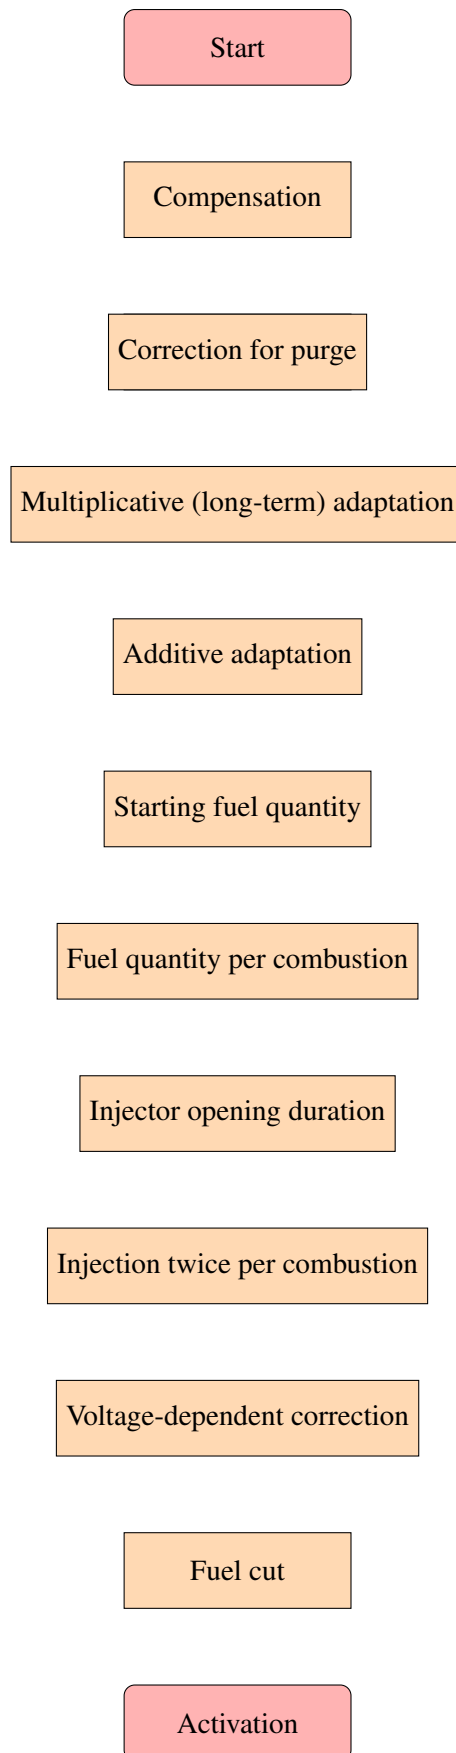 Start
Compensation
Correction for purge
Multiplicative (long-term) adaptation
Additive adaptation
Starting fuel quantity
Fuel quantity per combustion
Injector opening duration
Injection twice per combustion
Voltage-dependent correction
Fuel cut
Activation